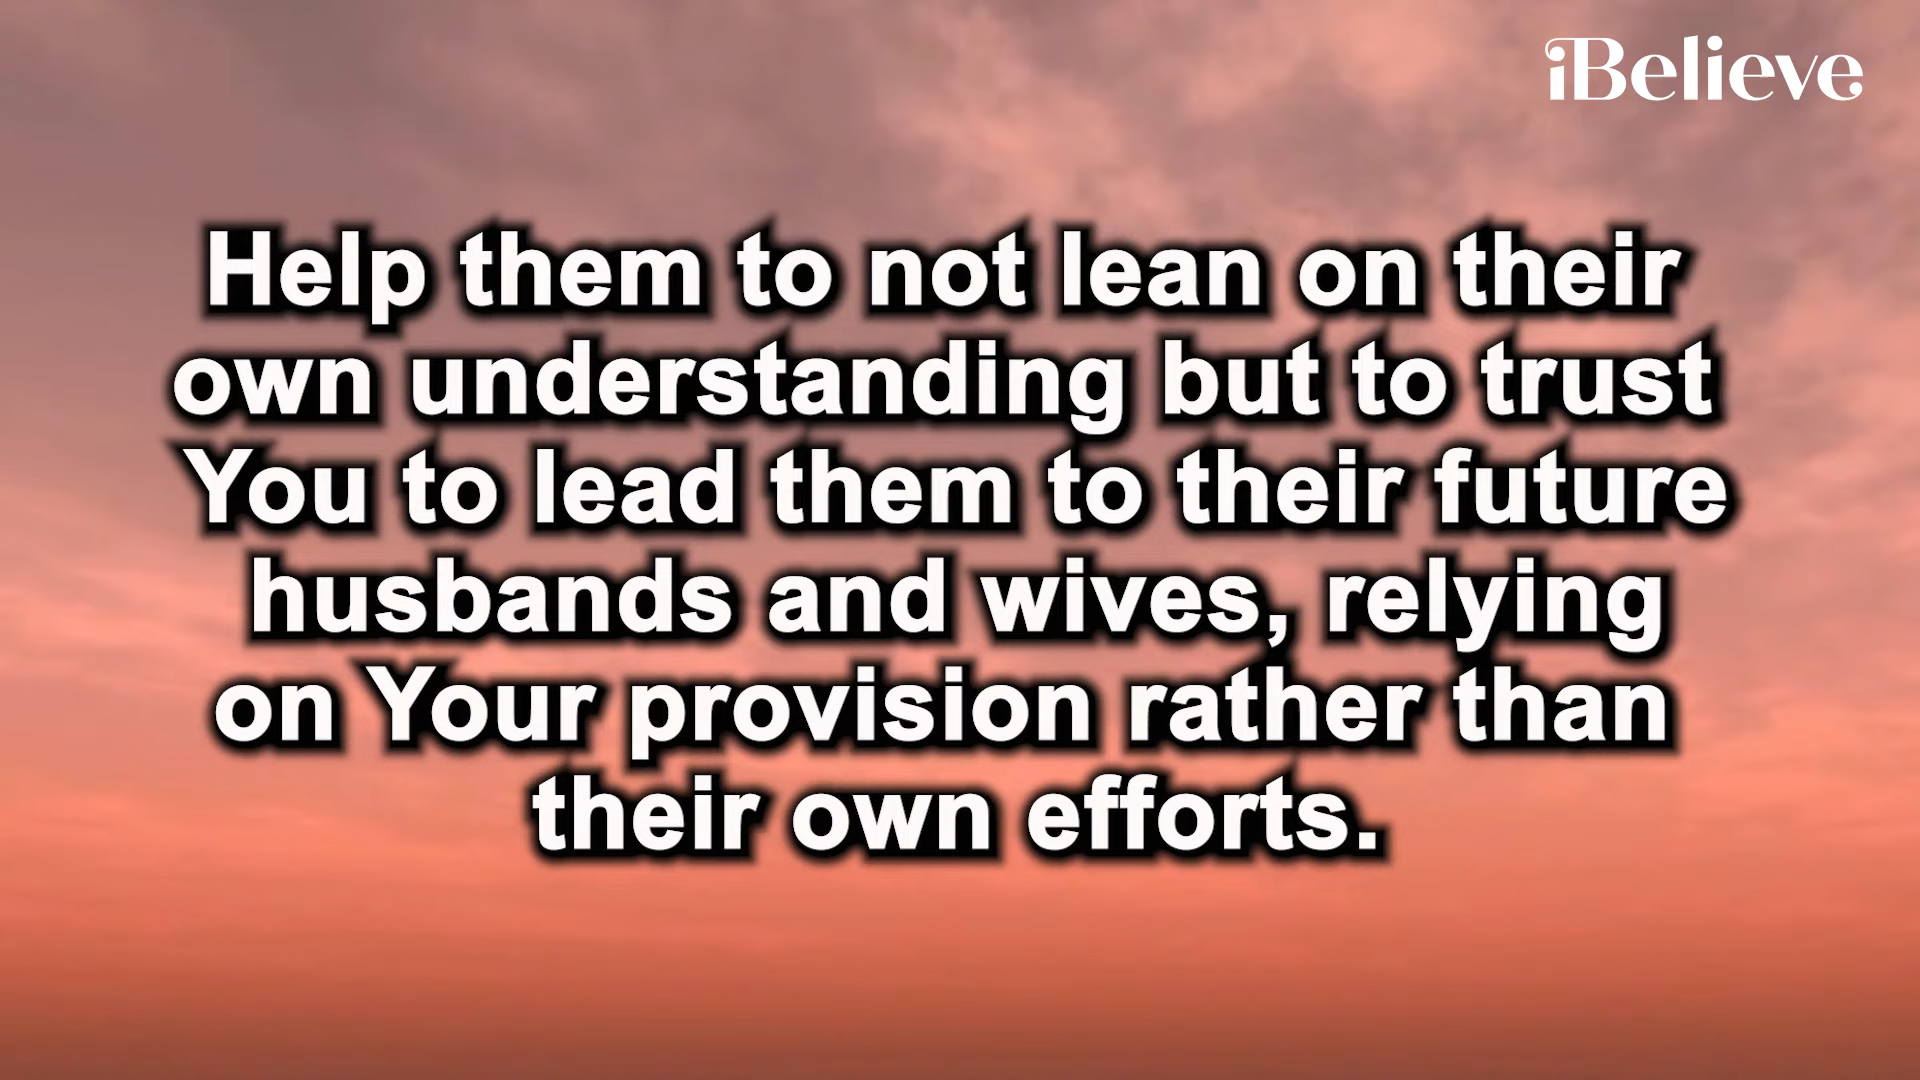 iBelieve
Help them to not lean on their
own understanding but to trust
You to lead them to their future
husbands and wives, relying
on Your provision rather than
their own efforts.